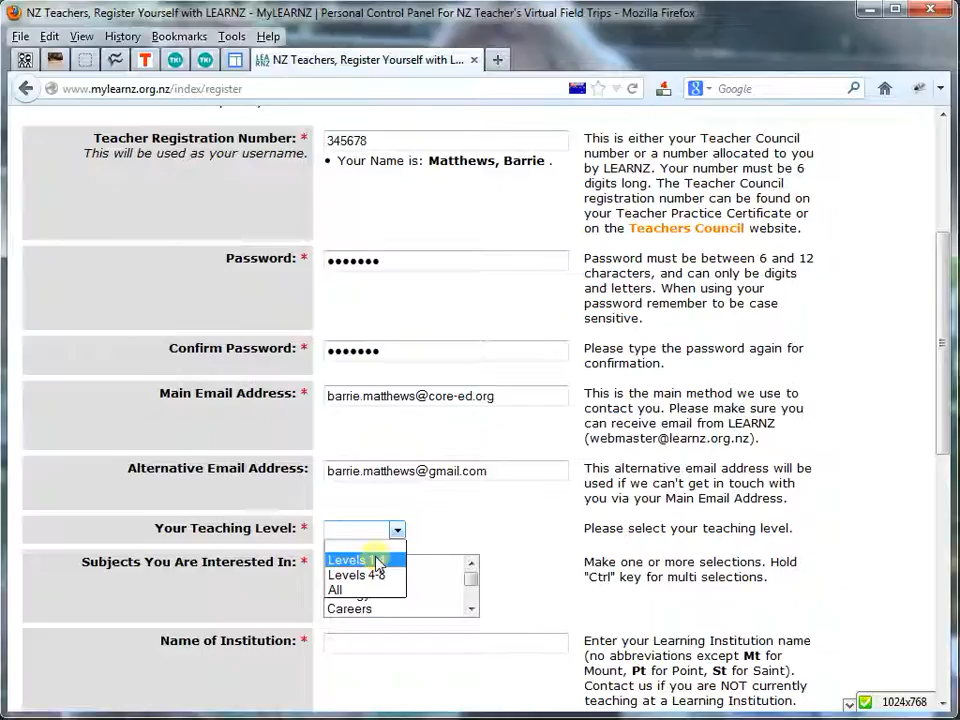 NZ Teachers, Register Yourself with LEARNZ - MyLEARNZ | Personal Control Panel For NZ Teacher's Virtual Field Trips - Mozilla Firefox
File Edit View History Bookmarks Tools Help
T TKI TKI LEA RNZ NZ Teachers, Register Yourself with L... × +
www.mylearnz.org.nz/index/register 8 Google 4
Teacher Registration Number: * 345678 This is either your Teacher Council
This will be used as your username. • Your Name is: Matthews, Barrie . number or a number allocated to you
by LEARNZ. Your number must be 6
digits long. The Teacher Council
registration number can be found on
your Teacher Practice Certificate or
on the Teachers Council website.
Password: * ••••••• Password must be between 6 and 12
characters, and can only be digits
and letters. When using your
password remember to be case
sensitive.
Confirm Password: * ••••••• Please type the password again for
confirmation.
Main Email Address: * barrie.matthews@core-ed.org This is the main method we use to
contact you. Please make sure you
can receive email from LEARNZ
(webmaster@learnz.org.nz).
Alternative Email Address: barrie.matthews@gmail.com This alternative email address will be
used if we can't get in touch with
you via your Main Email Address.
Your Teaching Level: * Please select your teaching level.
Subjects You Are Interested In: * Levels Make one or more selections. Hold
Levels 4-8 "Ctrl" key for multi selections.
All
Careers
Name of Institution: * Enter your Learning Institution name
(no abbreviations except Mt for
Mount, Pt for Point, St for Saint).
Contact us if you are NOT currently
teaching at a Learning Institution.
1024x768